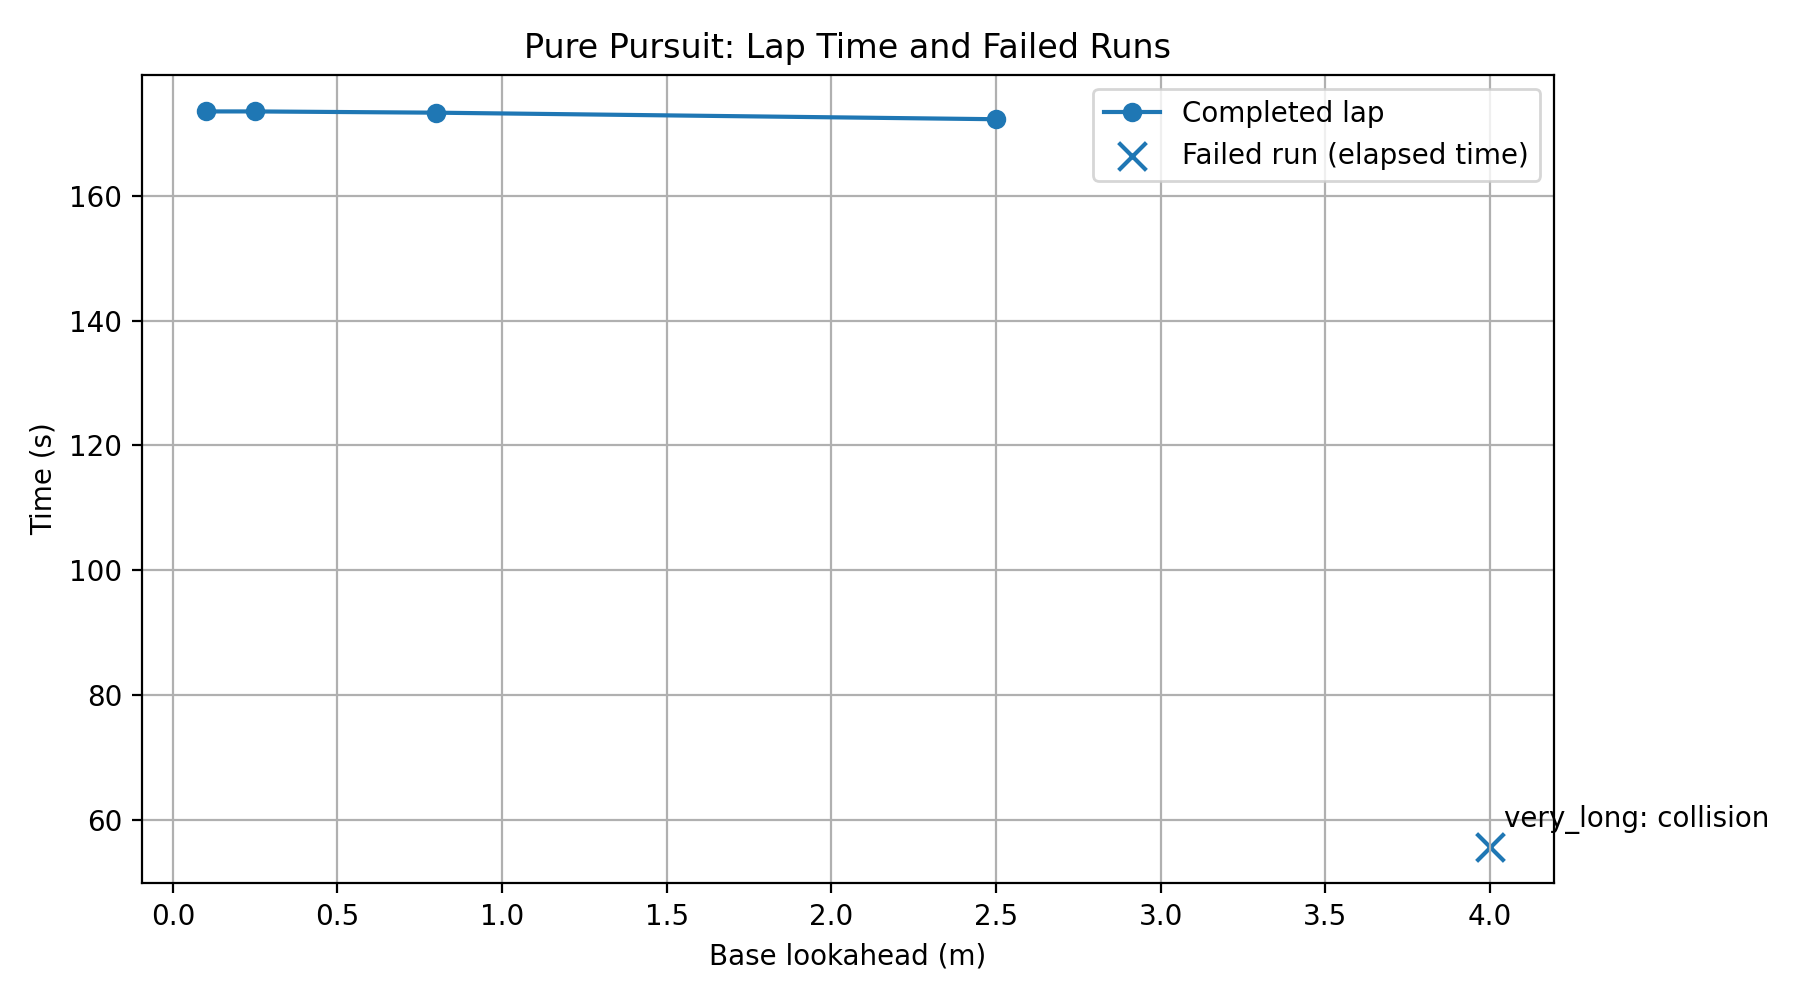 Pure Pursuit: Lap Time and Failed Runs
Completed lap
Failed run (elapsed time)
160
140
120
100
80
60
Time (s)
very_long: collision
0.0 0.5 1.0 1.5 2.0 2.5 3.0 3.5 4.0
Base lookahead (m)